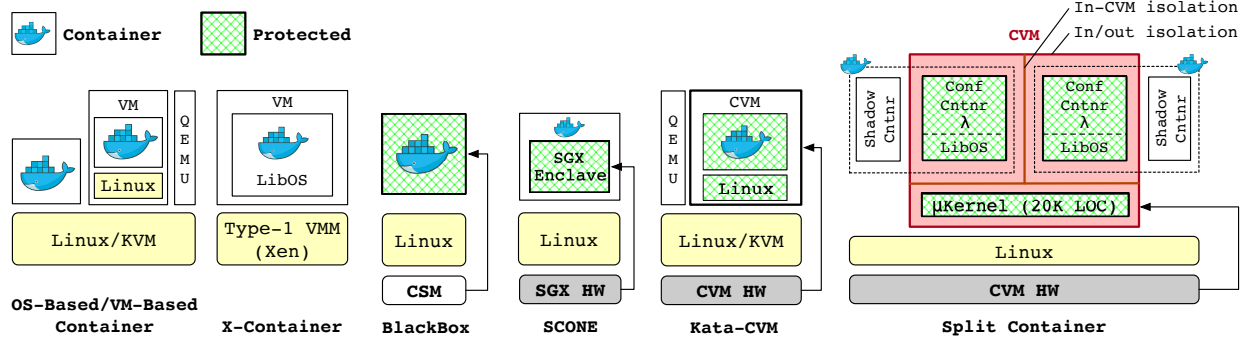 Container
Protected
In-CVM isolation
In/out isolation
CVM
VM
Linux
QEMU
Linux/KVM
OS-Based/VM-Based
Container
VM
LibOS
Type-1 VMM
(Xen)
X-Container
Linux
CSM
BlackBox
SGX
Enclave
Linux
SGX HW
SCONE
QEMU
CVM
Linux
Linux/KVM
CVM HW
Kata-CVM
Shadow
Cntnr
Conf
Cntnr
λ
LibOS
Conf
Cntnr
λ
LibOS
Shadow
Cntnr
μKernel (20K LOC)
Linux
CVM HW
Split Container